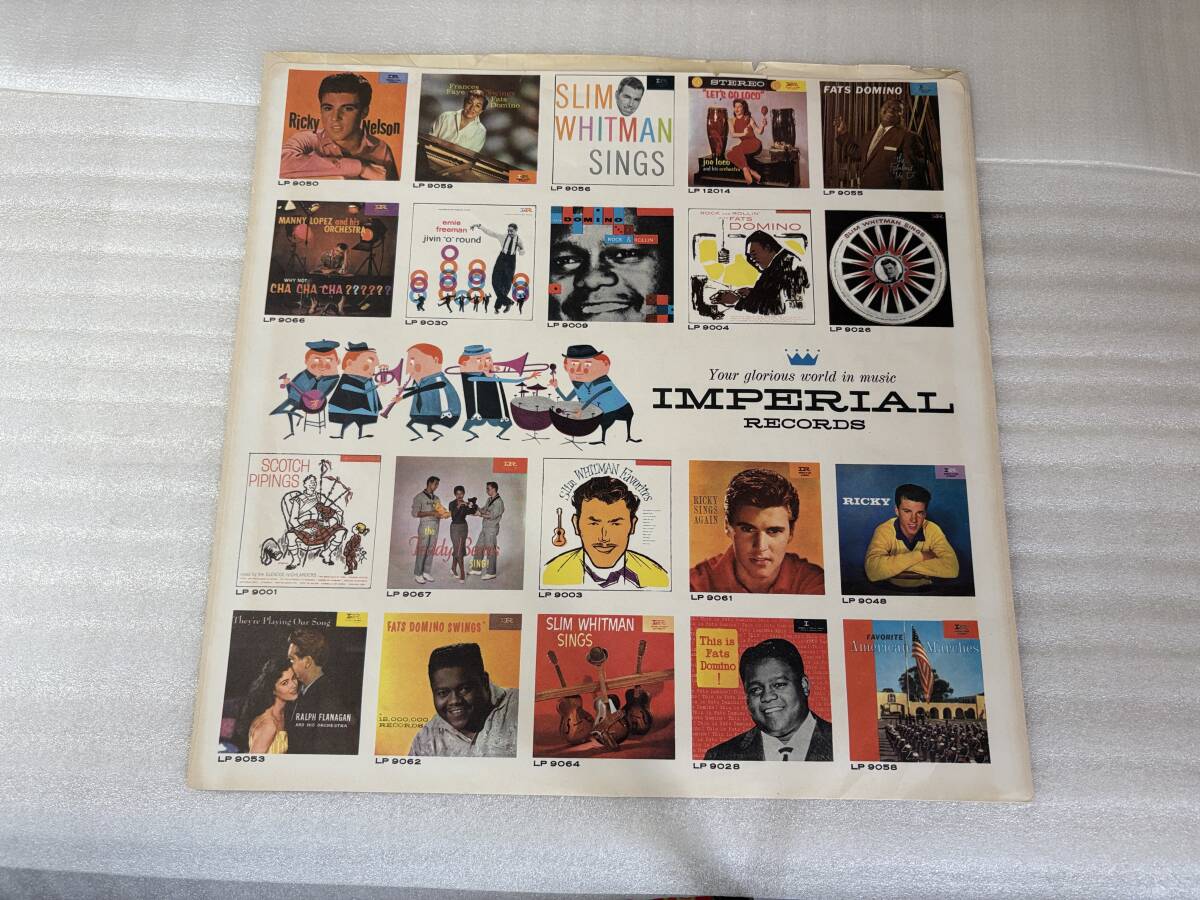 Ricky
Nelson
LP 9050
Frances
Faye Swings
Fats
Domino
LP 9059
SLIM
WHITMAN
SINGS
LP 9056
STEREO
"LET'S GO LOCO"
joe loco
and his orchestra
LP 12014
FATS DOMINO
LP 9055
MANNY LOPEZ and his
ORCHESTRA
WHY NOT...
CHA CHA CHA ??????
LP 9066
ernie
freeman
jivin 'o' round
LP 9030
DOMINO
ROCK & ROLLIN'
LP 9009
ROCK AND ROLLIN' with
FATS
DOMINO
LP 9004
SLIM WHITMAN SINGS
LP 9026
Your glorious world in music
IMPERIAL
RECORDS
SCOTCH
PIPINGS
LP 9001
the
Teddy Bears
SING!
LP 9067
Slim WHITMAN Favorites
LP 9003
RICKY
SINGS
AGAIN
LP 9061
RICKY
LP 9048
They're Playing Our Song
RALPH FLANAGAN
AND HIS ORCHESTRA
LP 9053
FATS DOMINO SWINGS
12,000,000
RECORDS
LP 9062
SLIM WHITMAN
SINGS
LP 9064
This is
Fats
Domino
!
LP 9028
FAVORITE
American Marches
LP 9058